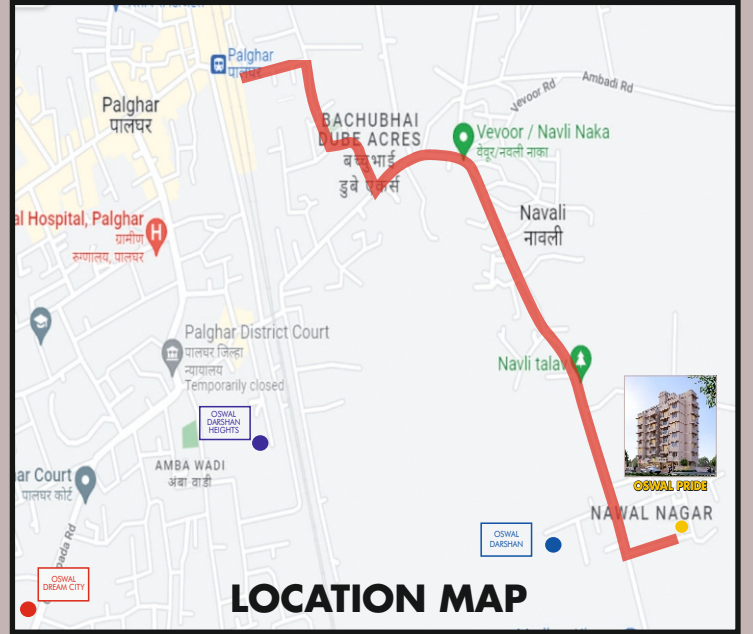 Palghar
पालघर
Palghar
पालघर
BACHUBHAI
DUBE ACRES
बचुभाई
डुबे एकर्स
Vevoor Rd
Ambadi Rd
Vevoor / Navli Naka
वेवूर/नवली नाका
Navali
नावली
al Hospital, Palghar
ग्रामीण
रुग्णालय, पालघर
H
Palghar District Court
पालघर जिल्हा
न्यायालय
Temporarily closed
Navli talav
OSWAL
DARSHAN
HEIGHTS
AMBA WADI
अंबा वाडी
ar Court
पालघर कोर्ट
pada Rd
OSWAL PRIDE
NAWAL NAGAR
OSWAL
DARSHAN
OSWAL
DREAM CITY
LOCATION MAP